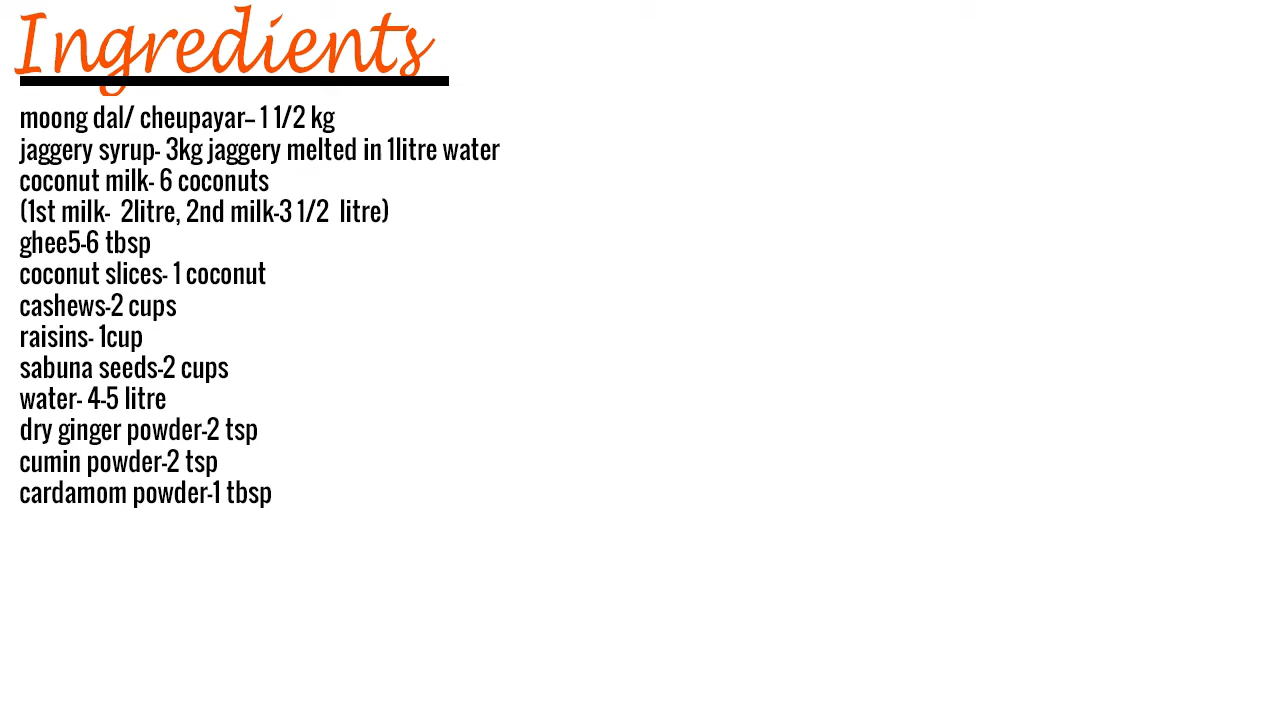 Ingredients
moong dal/ cheupayar– 1 1/2 kg
jaggery syrup- 3kg jaggery melted in 1litre water
coconut milk- 6 coconuts
(1st milk-  2litre, 2nd milk-3 1/2  litre)
ghee5-6 tbsp
coconut slices- 1 coconut
cashews-2 cups
raisins- 1cup
sabuna seeds-2 cups
water- 4-5 litre
dry ginger powder-2 tsp
cumin powder-2 tsp
cardamom powder-1 tbsp